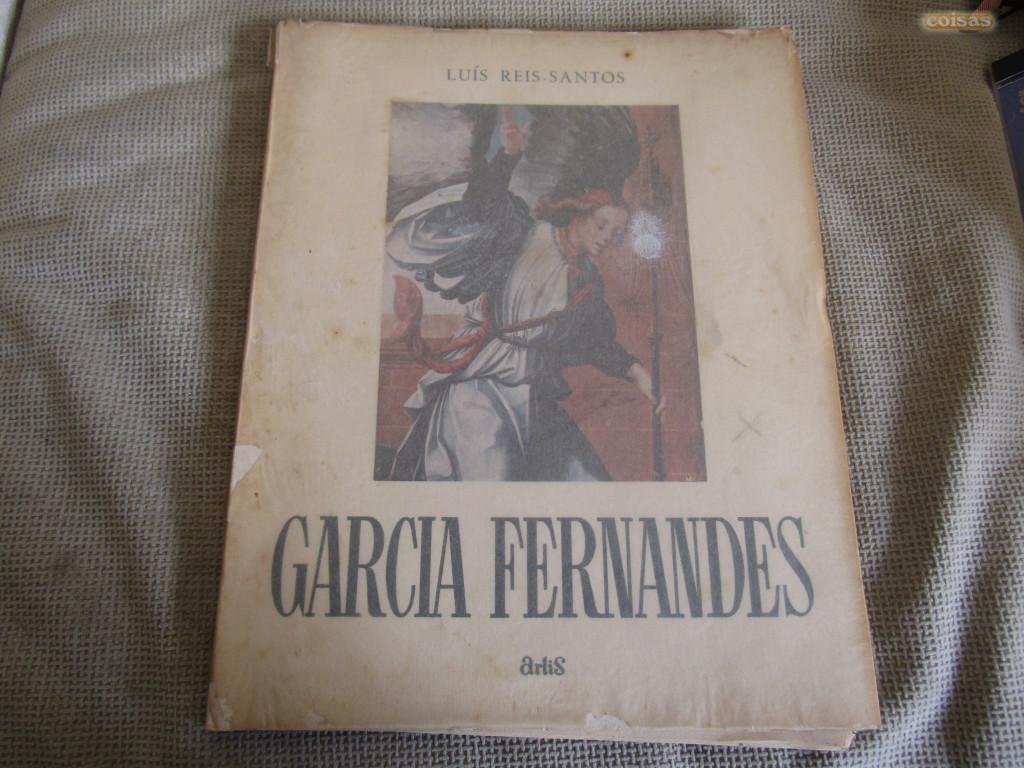 coisas
LUÍS REIS-SANTOS
GARCIA FERNANDES
artis